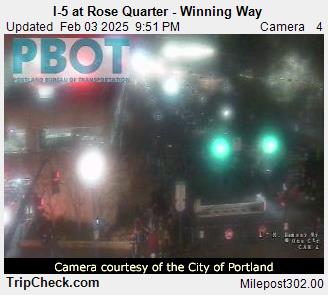 I-5 at Rose Quarter - Winning Way
Updated Feb 03 2025 9:51 PM Camera 4
PBOT
PORTLAND BUREAU OF TRANSPORTATION
Camera courtesy of the City of Portland
TripCheck.com Milepost302.00